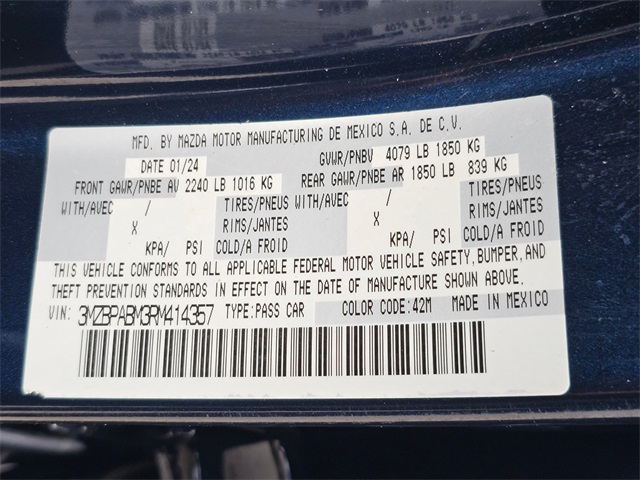 MFD. BY MAZDA MOTOR MANUFACTURING DE MEXICO S.A. DE C.V.
DATE 01/24 GVWR/PNBV 4079 LB 1850 KG
FRONT GAWR/PNBE AV 2240 LB 1016 KG REAR GAWR/PNBE AR 1850 LB 839 KG
WITH/AVEC / TIRES/PNEUS WITH/AVEC / TIRES/PNEUS
X RIMS/JANTES X RIMS/JANTES
KPA/ PSI COLD/A FROID KPA/ PSI COLD/A FROID
THIS VEHICLE CONFORMS TO ALL APPLICABLE FEDERAL MOTOR VEHICLE SAFETY, BUMPER, AND
THEFT PREVENTION STANDARDS IN EFFECT ON THE DATE OF MANUFACTURE SHOWN ABOVE.
VIN: 3MZBPABM3RM414357 TYPE:PASS CAR COLOR CODE:42M MADE IN MEXICO